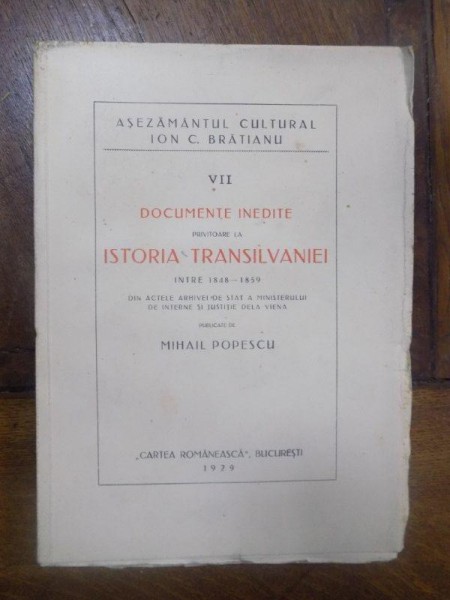 AȘEZĂMÂNTUL CULTURAL
ION C. BRĂTIANU
VII
DOCUMENTE INEDITE
PRIVITOARE LA
ISTORIA TRANSILVANIEI
INTRE 1848—1859
DIN ACTELE ARHIVEI DE STAT A MINISTERULUI
DE INTERNE ȘI JUSTIȚIE DELA VIENA
PUBLICATE DE
MIHAIL POPESCU
„CARTEA ROMÂNEASCĂ", BUCUREȘTI
1929